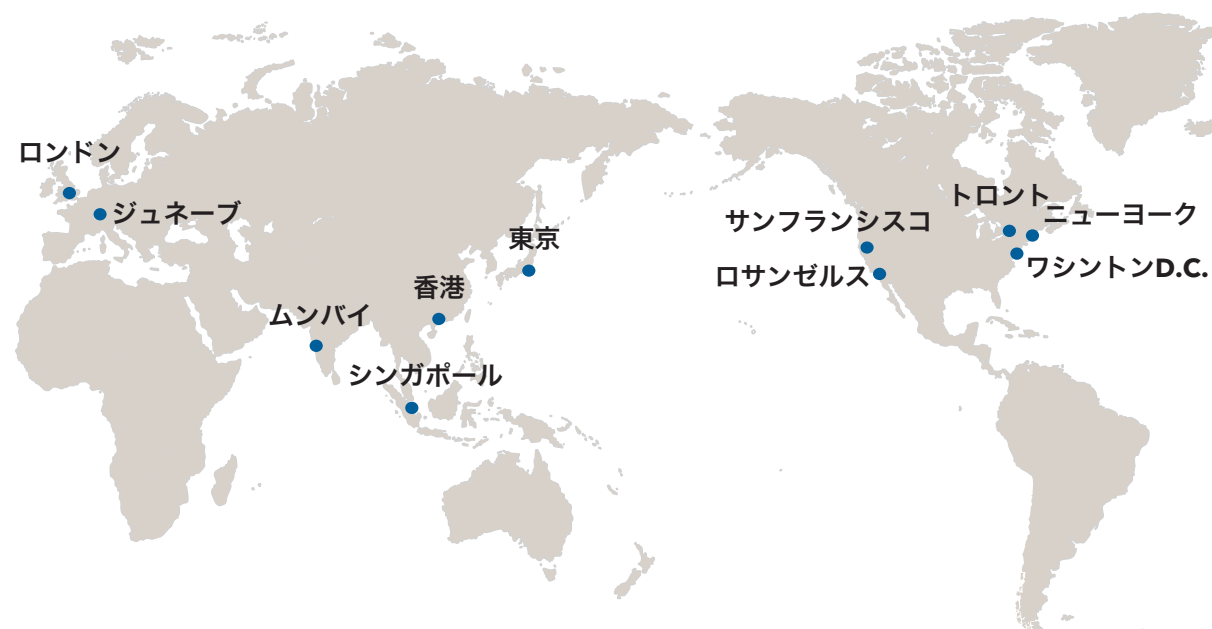 ロンドン
ジュネーブ
東京
香港
ムンバイ
シンガポール
トロント
ニューヨーク
サンフランシスコ
ワシントンD.C.
ロサンゼルス